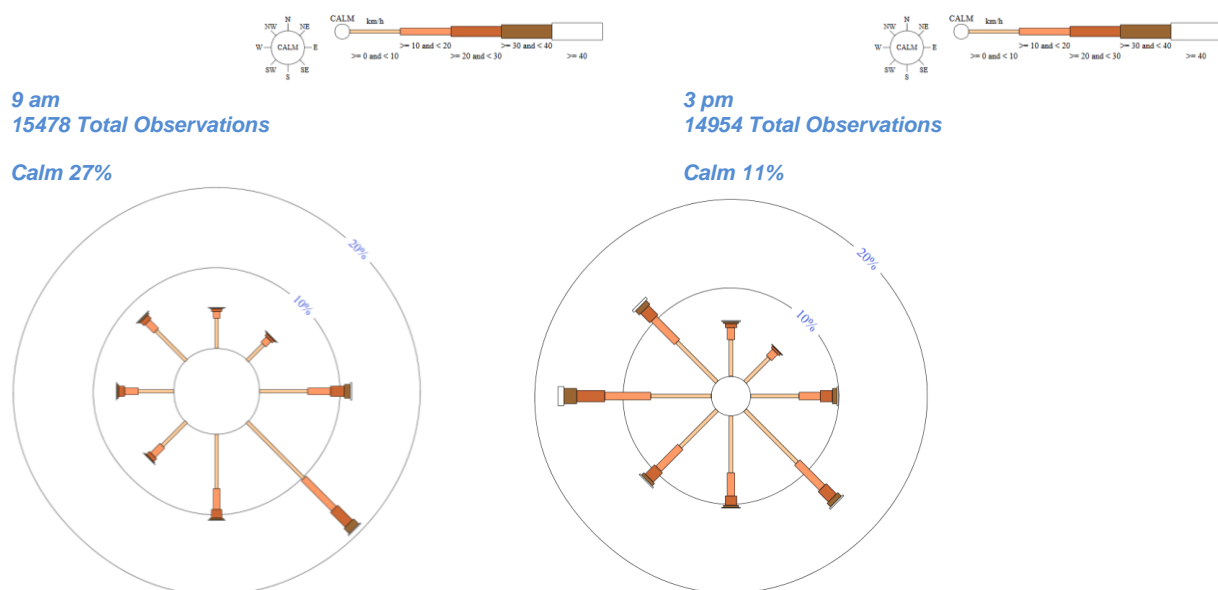 N
NW NE
W CALM E
SW SE
S
CALM km/h
>= 10 and < 20 >= 30 and < 40
>= 0 and < 10 >=20 and < 30 >= 40
N
NW NE
W CALM E
SW SE
S
CALM km/h
>= 10 and < 20 >= 30 and < 40
>= 0 and < 10 >=20 and < 30 >= 40
9 am
15478 Total Observations
Calm 27%
20%
10%
3 pm
14954 Total Observations
Calm 11%
20%
10%